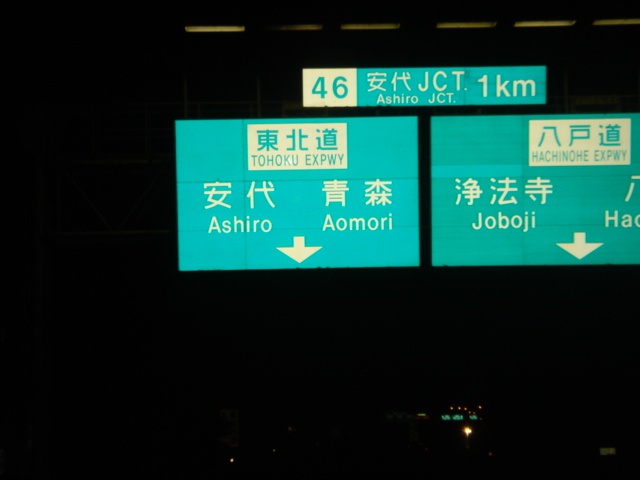 46 安代JCT. 1km
Ashiro JCT.
東北道
TOHOKU EXPWY
安代 青森
Ashiro Aomori
八戸道
HACHINOHE EXPWY
浄法寺
Joboji